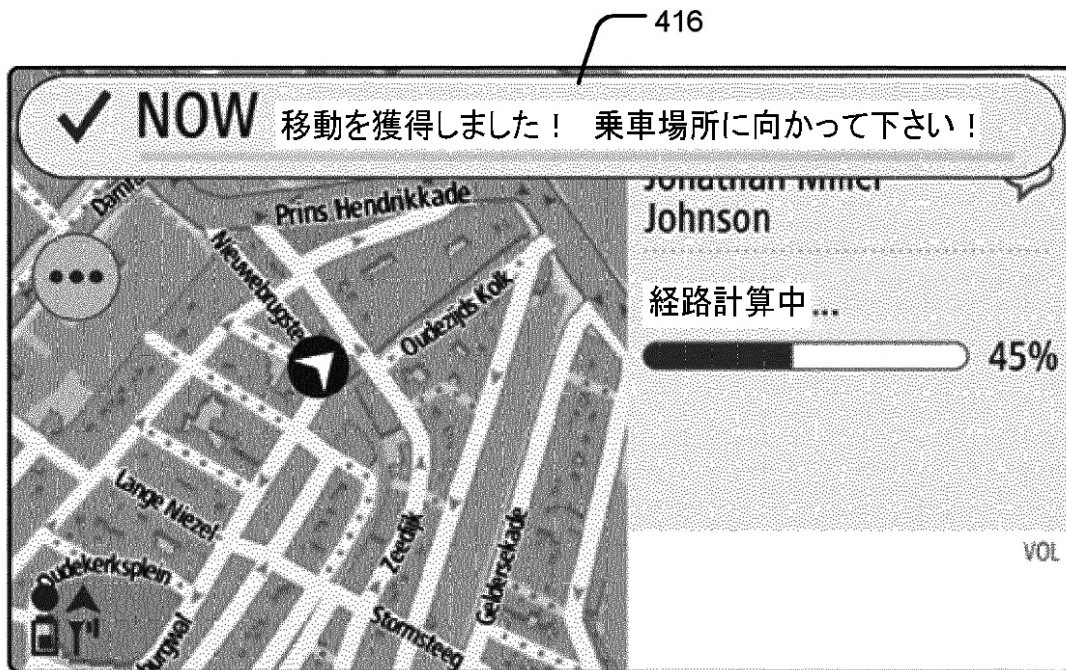 416
✓ NOW 移動を獲得しました！ 乗車場所に向かって下さい！
Jonathan Miller
Johnson
経路計算中...
45%
VOL
Prins Hendrikkade
Oudezijds Kolk
Lange Niezel
Zeedijk
Geldersekade
Oudekerksplein
Stormsteeg